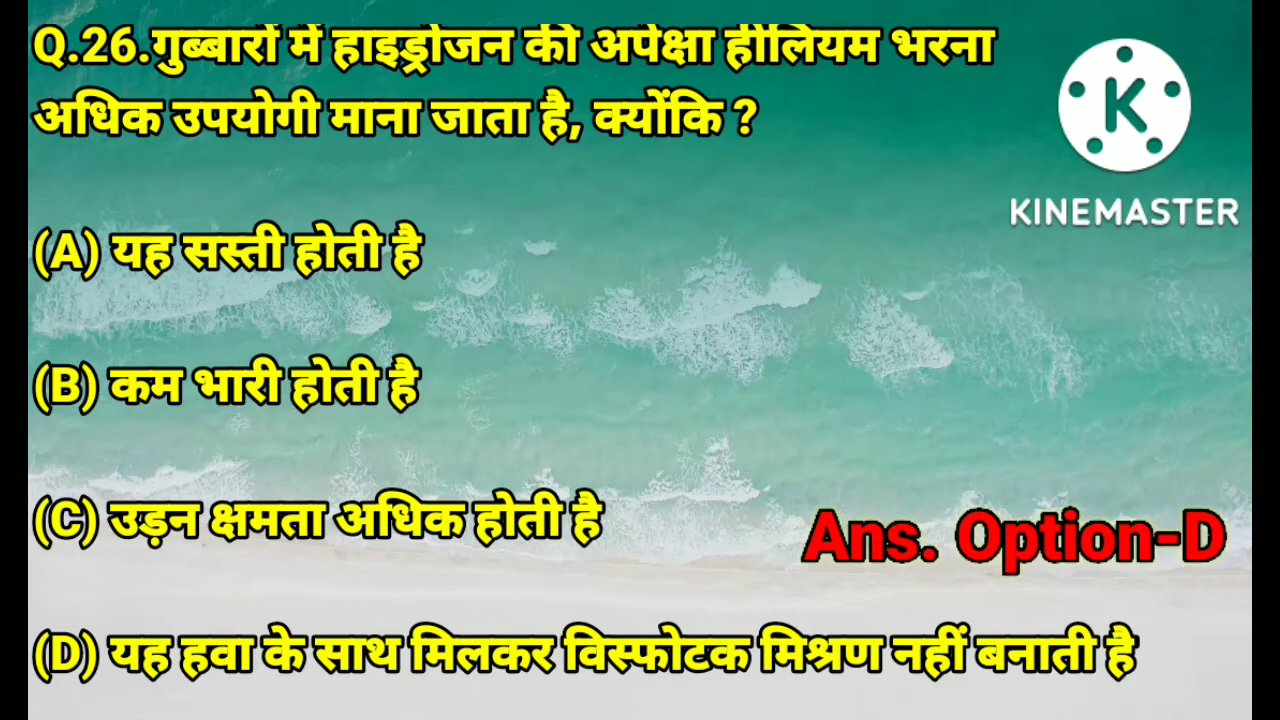 Q.26.गुब्बारों में हाइड्रोजन की अपेक्षा हीलियम भरना
अधिक उपयोगी माना जाता है, क्योंकि ?
K
KINEMASTER
(A) यह सस्ती होती है
(B) कम भारी होती है
(C) उड़न क्षमता अधिक होती है
Ans. Option-D
(D) यह हवा के साथ मिलकर विस्फोटक मिश्रण नहीं बनाती है